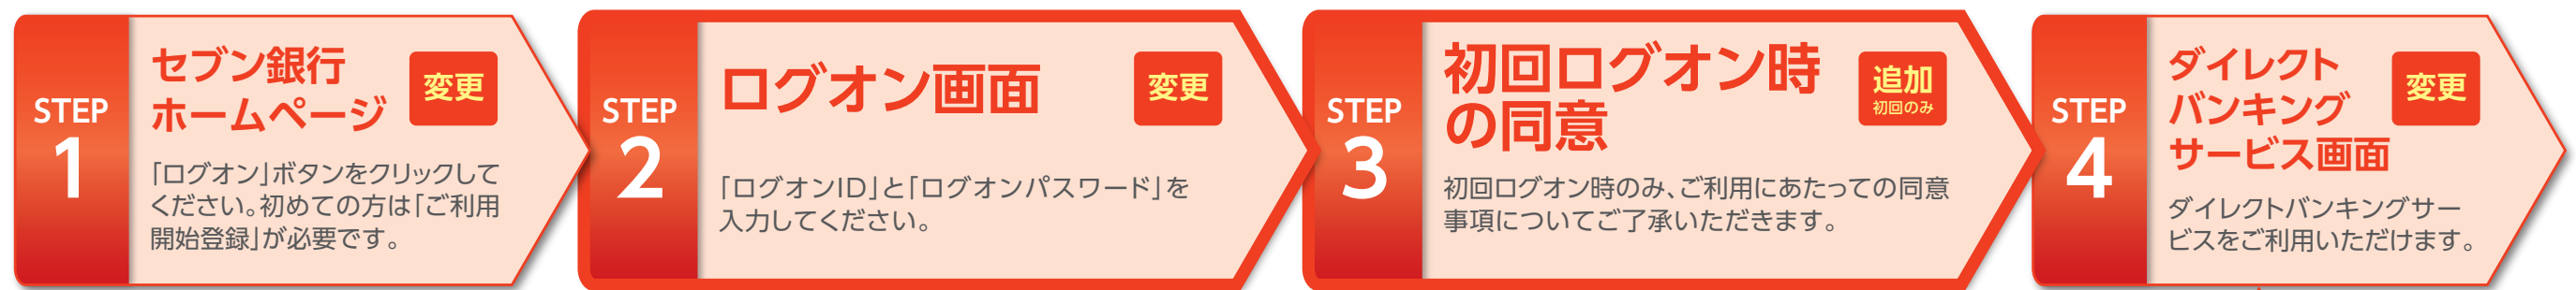 STEP
1
セブン銀行
ホームページ
変更
「ログオン」ボタンをクリックして
ください。初めての方は「ご利用
開始登録」が必要です。
STEP
2
ログオン画面
変更
「ログオンID」と「ログオンパスワード」を
入力してください。
STEP
3
初回ログオン時
の同意
追加
初回のみ
初回ログオン時のみ、ご利用にあたっての同意
事項についてご了承いただきます。
STEP
4
ダイレクト
バンキング
サービス画面
変更
ダイレクトバンキングサー
ビスをご利用いただけます。